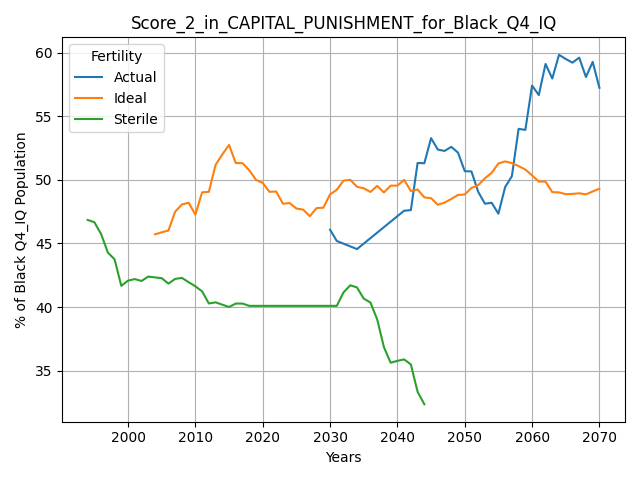 Score_2_in_CAPITAL_PUNISHMENT_for_Black_Q4_IQ
Fertility
Actual
Ideal
Sterile
% of Black Q4_IQ Population
60
55
50
45
40
35
2000
2010
2020
2030
2040
2050
2060
2070
Years